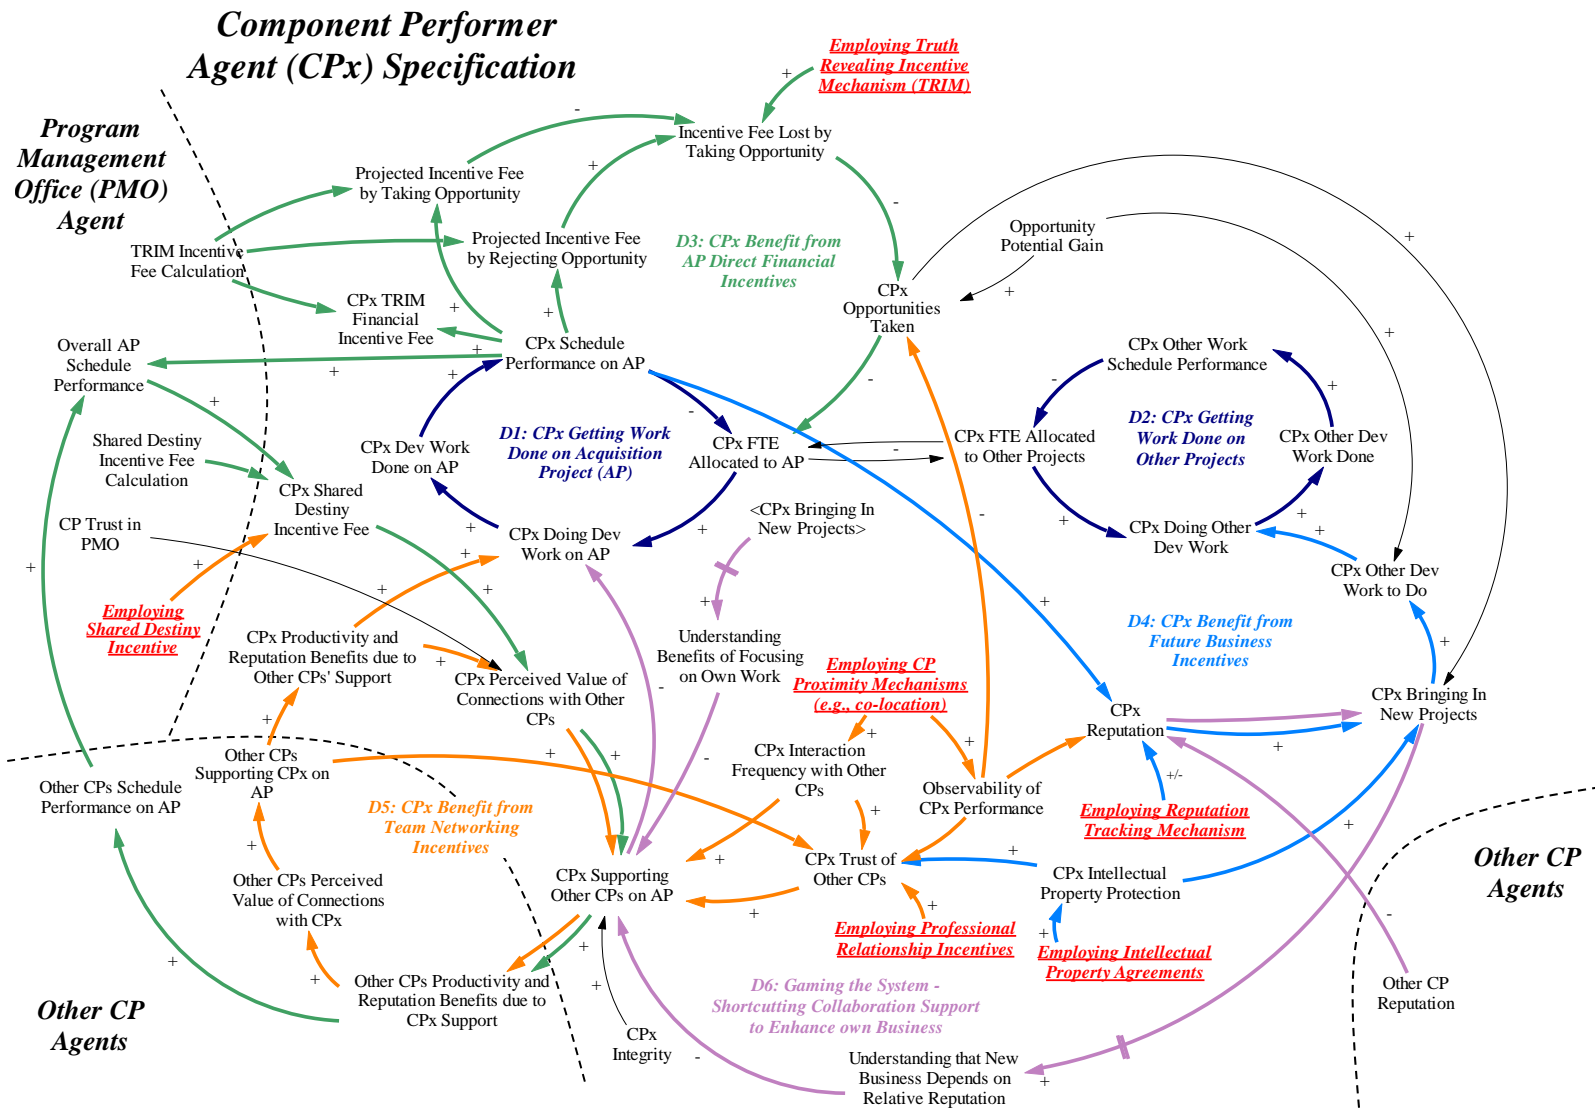 Component Performer
Agent (CPx) Specification
Program
Management
Office (PMO)
Agent
Employing Truth
Revealing Incentive
Mechanism (TRIM)
+
-
Incentive Fee Lost by
Taking Opportunity
Projected Incentive Fee
by Taking Opportunity
+
-
+
Opportunity
Potential Gain
TRIM Incentive
Fee Calculation
Projected Incentive Fee
by Rejecting Opportunity
D3: CPx Benefit from
AP Direct Financial
Incentives
CPx
Opportunities
Taken
+
CPx TRIM
Financial
Incentive Fee
+
+
+
Overall AP
Schedule
Performance
CPx Schedule
Performance on AP
+
+
+
-
CPx Other Work
Schedule Performance
-
+
+
-
D1: CPx Getting Work
Done on Acquisition
Project (AP)
D2: CPx Getting
Work Done on
Other Projects
Shared Destiny
Incentive Fee
Calculation
+
CPx Dev Work
Done on AP
CPx FTE
Allocated to AP
-
CPx FTE Allocated
to Other Projects
CPx Other Dev
Work Done
CPx Shared
Destiny
Incentive Fee
<CPx Bringing In
New Projects>
-
CP Trust in
PMO
+
CPx Doing Dev
Work on AP
+
+
CPx Doing Other
Dev Work
+
+
+
+
+
+
+
CPx Other Dev
Work to Do
Employing
Shared Destiny
Incentive
+
+
D4: CPx Benefit from
Future Business
Incentives
CPx Productivity and
Reputation Benefits due to
Other CPs' Support
+
Understanding
Benefits of Focusing
on Own Work
Employing CP
Proximity Mechanisms
(e.g., co-location)
CPx Perceived Value of
Connections with Other
CPs
-
+
CPx Bringing In
New Projects
CPx
Reputation
+
+
+
+
+
Other CPs
Supporting CPx on
AP
CPx Interaction
Frequency with Other
CPs
-
+
+/-
Other CPs Schedule
Performance on AP
Observability of
CPx Performance
D5: CPx Benefit from
Team Networking
Incentives
+
Employing Reputation
Tracking Mechanism
+
+
+
+
CPx Supporting
Other CPs on AP
CPx Trust of
Other CPs
CPx Intellectual
Property Protection
Other CP
Agents
Other CPs Perceived
Value of Connections
with CPx
+
+
+
-
Employing Professional
Relationship Incentives
Employing Intellectual
Property Agreements
+
+
+
+
Other CPs Productivity and
Reputation Benefits due to
CPx Support
D6: Gaming the System -
Shortcutting Collaboration Support
to Enhance own Business
Other CP
Reputation
Other CP
Agents
CPx
Integrity
-
Understanding that New
Business Depends on
Relative Reputation
+